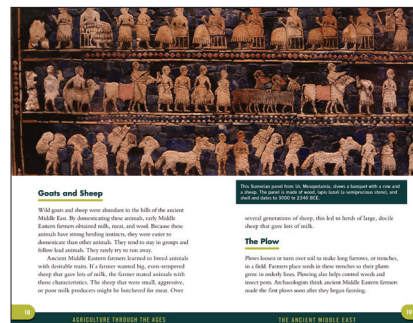 This Sumerian panel from Ur, Mesopotamia, shows a banquet with a cow and
a sheep. The panel is made of wood, lapis lazuli (a semiprecious stone), and
shell and dates to 3000 to 2340 BCE.
Goats and Sheep
Wild goats and sheep were abundant in the hills of the ancient
Middle East. By domesticating these animals, early Middle
Eastern farmers obtained milk, meat, and wool. Because these
animals have strong herding instincts, they were easier to
domesticate than other animals. They tend to stay in groups and
follow lead animals. They rarely try to run away.
Ancient Middle Eastern farmers learned to breed animals
with desirable traits. If a farmer wanted big, even-tempered
sheep that gave lots of milk, the farmer mated animals with
those characteristics. The sheep that were small, aggressive,
or poor milk producers might be butchered for meat. Over
several generations of sheep, this led to herds of large, docile
sheep that gave lots of milk.
The Plow
Plows loosen or turn over soil to make long furrows, or trenches,
in a field. Farmers place seeds in these trenches so their plants
grow in orderly lines. Plowing also helps control weeds and
insect pests. Archaeologists think ancient Middle Eastern farmers
made the first plows soon after they began farming.
18
AGRICULTURE THROUGH THE AGES
THE ANCIENT MIDDLE EAST
19